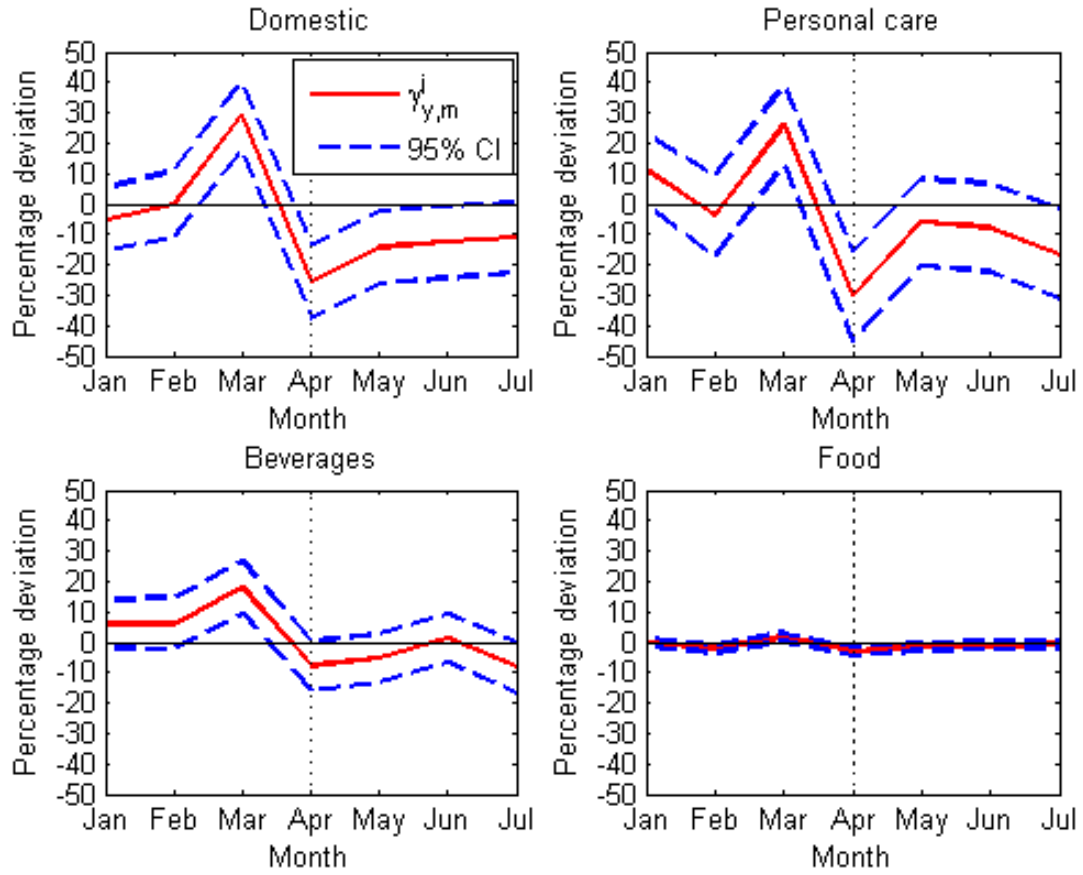 Domestic
Percentage deviation
50
40
30
20
10
0
-10
-20
-30
-40
-50
γ^i_{y,m}
95% CI
Jan Feb Mar Apr May Jun Jul
Month
Personal care
Percentage deviation
50
40
30
20
10
0
-10
-20
-30
-40
-50
Jan Feb Mar Apr May Jun Jul
Month
Beverages
Percentage deviation
50
40
30
20
10
0
-10
-20
-30
-40
-50
Jan Feb Mar Apr May Jun Jul
Month
Food
Percentage deviation
50
40
30
20
10
0
-10
-20
-30
-40
-50
Jan Feb Mar Apr May Jun Jul
Month